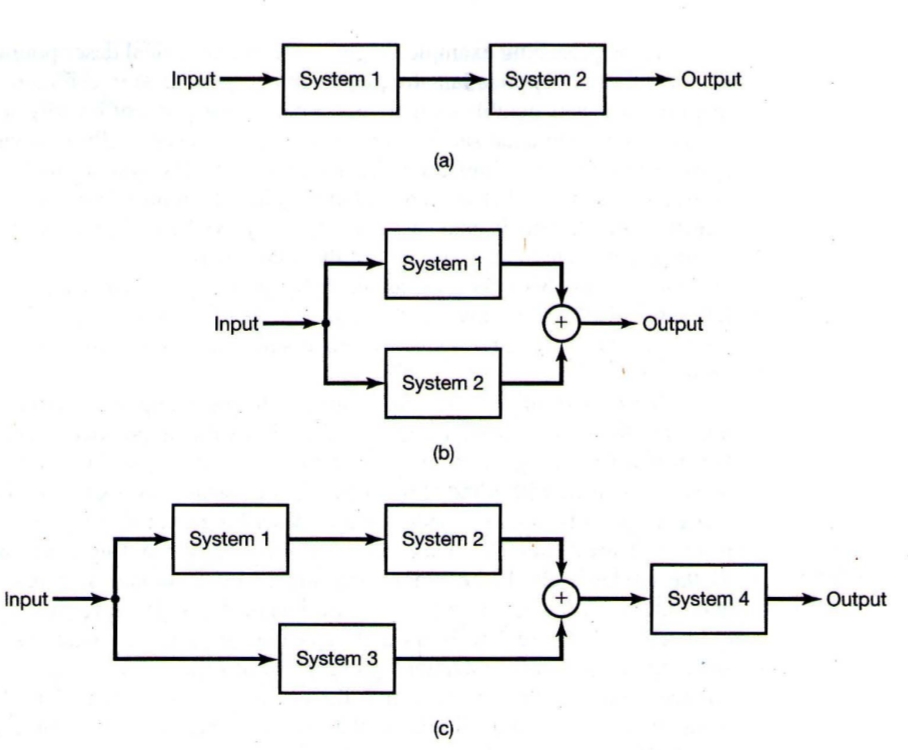 Input System 1 System 2 Output
(a)
System 1
Input + Output
System 2
(b)
System 1 System 2
Input + System 4 Output
System 3
(c)